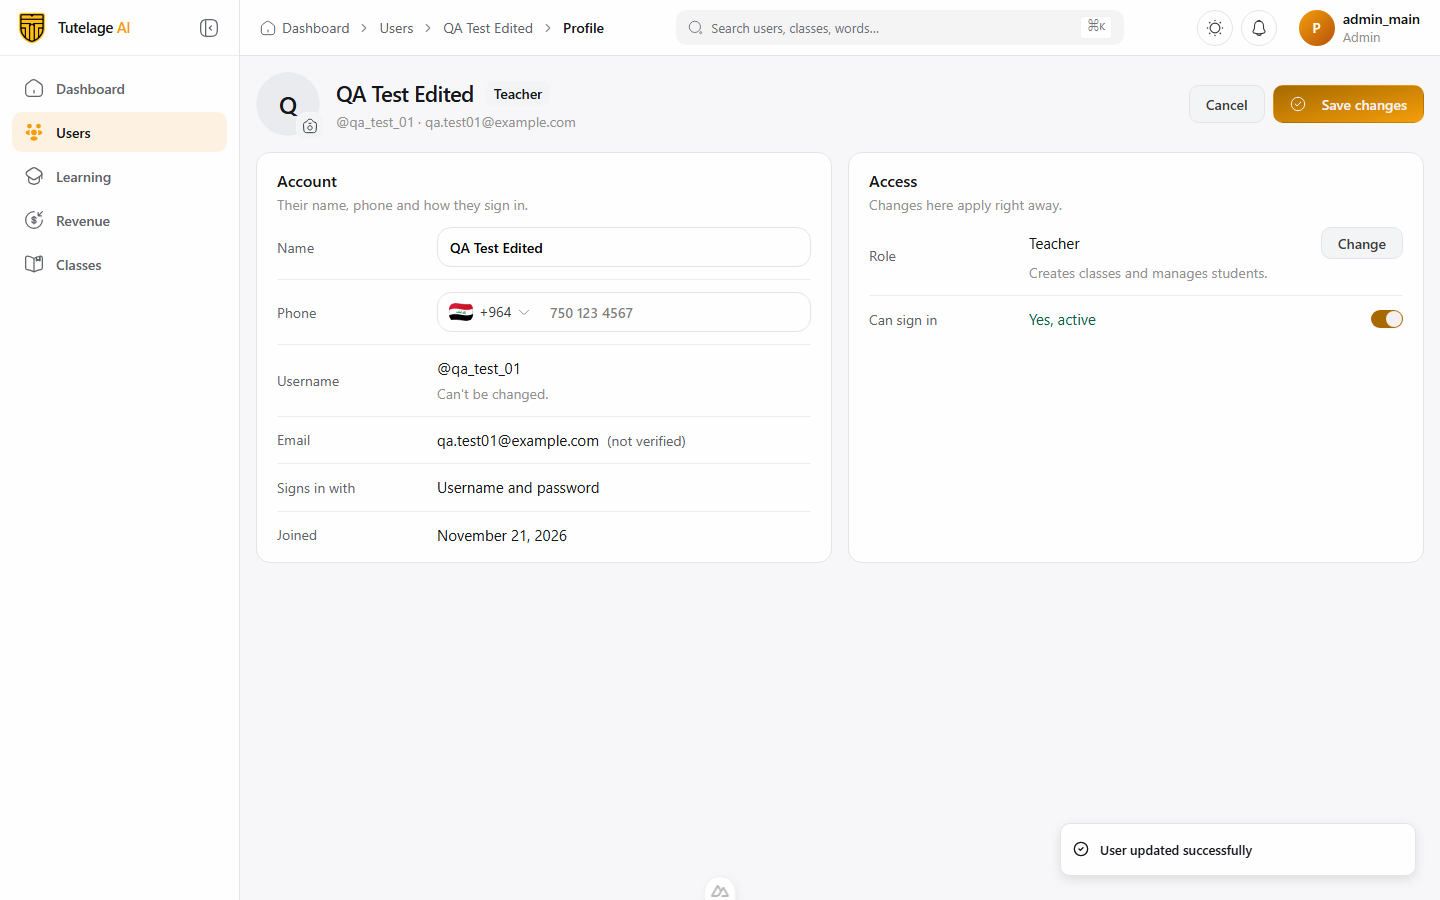 Tutelage AI
Dashboard
Users
QA Test Edited
Profile
Search users, classes, words...
⌘K
P
admin_main
Admin
Dashboard
Users
Learning
Revenue
Classes
Q
QA Test Edited
Teacher
@qa_test_01 · qa.test01@example.com
Cancel
Save changes
Account
Their name, phone and how they sign in.
Name
QA Test Edited
Phone
+964
750 123 4567
Username
@qa_test_01
Can't be changed.
Email
qa.test01@example.com (not verified)
Signs in with
Username and password
Joined
November 21, 2026
Access
Changes here apply right away.
Role
Teacher
Change
Creates classes and manages students.
Can sign in
Yes, active
User updated successfully